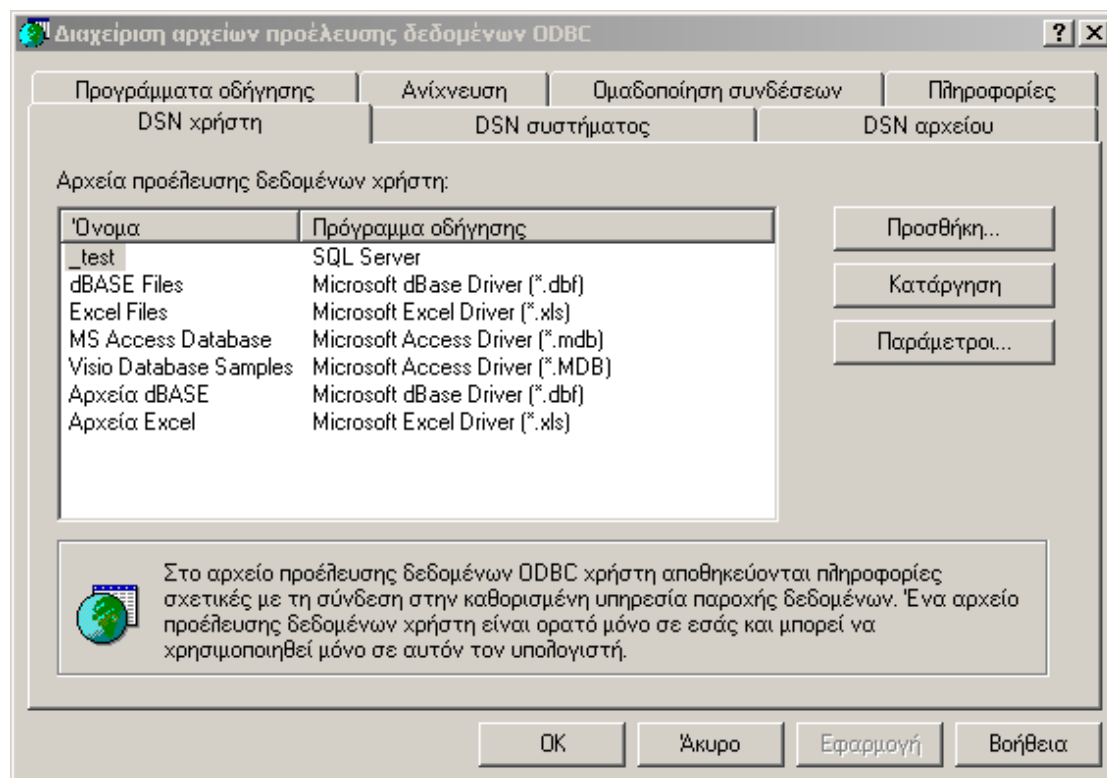 Διαχείριση αρχείων προέλευσης δεδομένων ODBC
Προγράμματα οδήγησης Ανίχνευση Ομαδοποίηση συνδέσεων Πληροφορίες
DSN χρήστη DSN συστήματος DSN αρχείου
Αρχεία προέλευσης δεδομένων χρήστη:
Όνομα Πρόγραμμα οδήγησης
_test SQL Server
dBASE Files Microsoft dBase Driver (*.dbf)
Excel Files Microsoft Excel Driver (*.xls)
MS Access Database Microsoft Access Driver (*.mdb)
Visio Database Samples Microsoft Access Driver (*.MDB)
Αρχεία dBASE Microsoft dBase Driver (*.dbf)
Αρχεία Excel Microsoft Excel Driver (*.xls)
Προσθήκη...
Κατάργηση
Παράμετροι...
Στο αρχείο προέλευσης δεδομένων ODBC χρήστη αποθηκεύονται πληροφορίες
σχετικές με τη σύνδεση στην καθορισμένη υπηρεσία παροχής δεδομένων. Ένα αρχείο
προέλευσης δεδομένων χρήστη είναι ορατό μόνο σε εσάς και μπορεί να
χρησιμοποιηθεί μόνο σε αυτόν τον υπολογιστή.
OK Άκυρο Εφαρμογή Βοήθεια